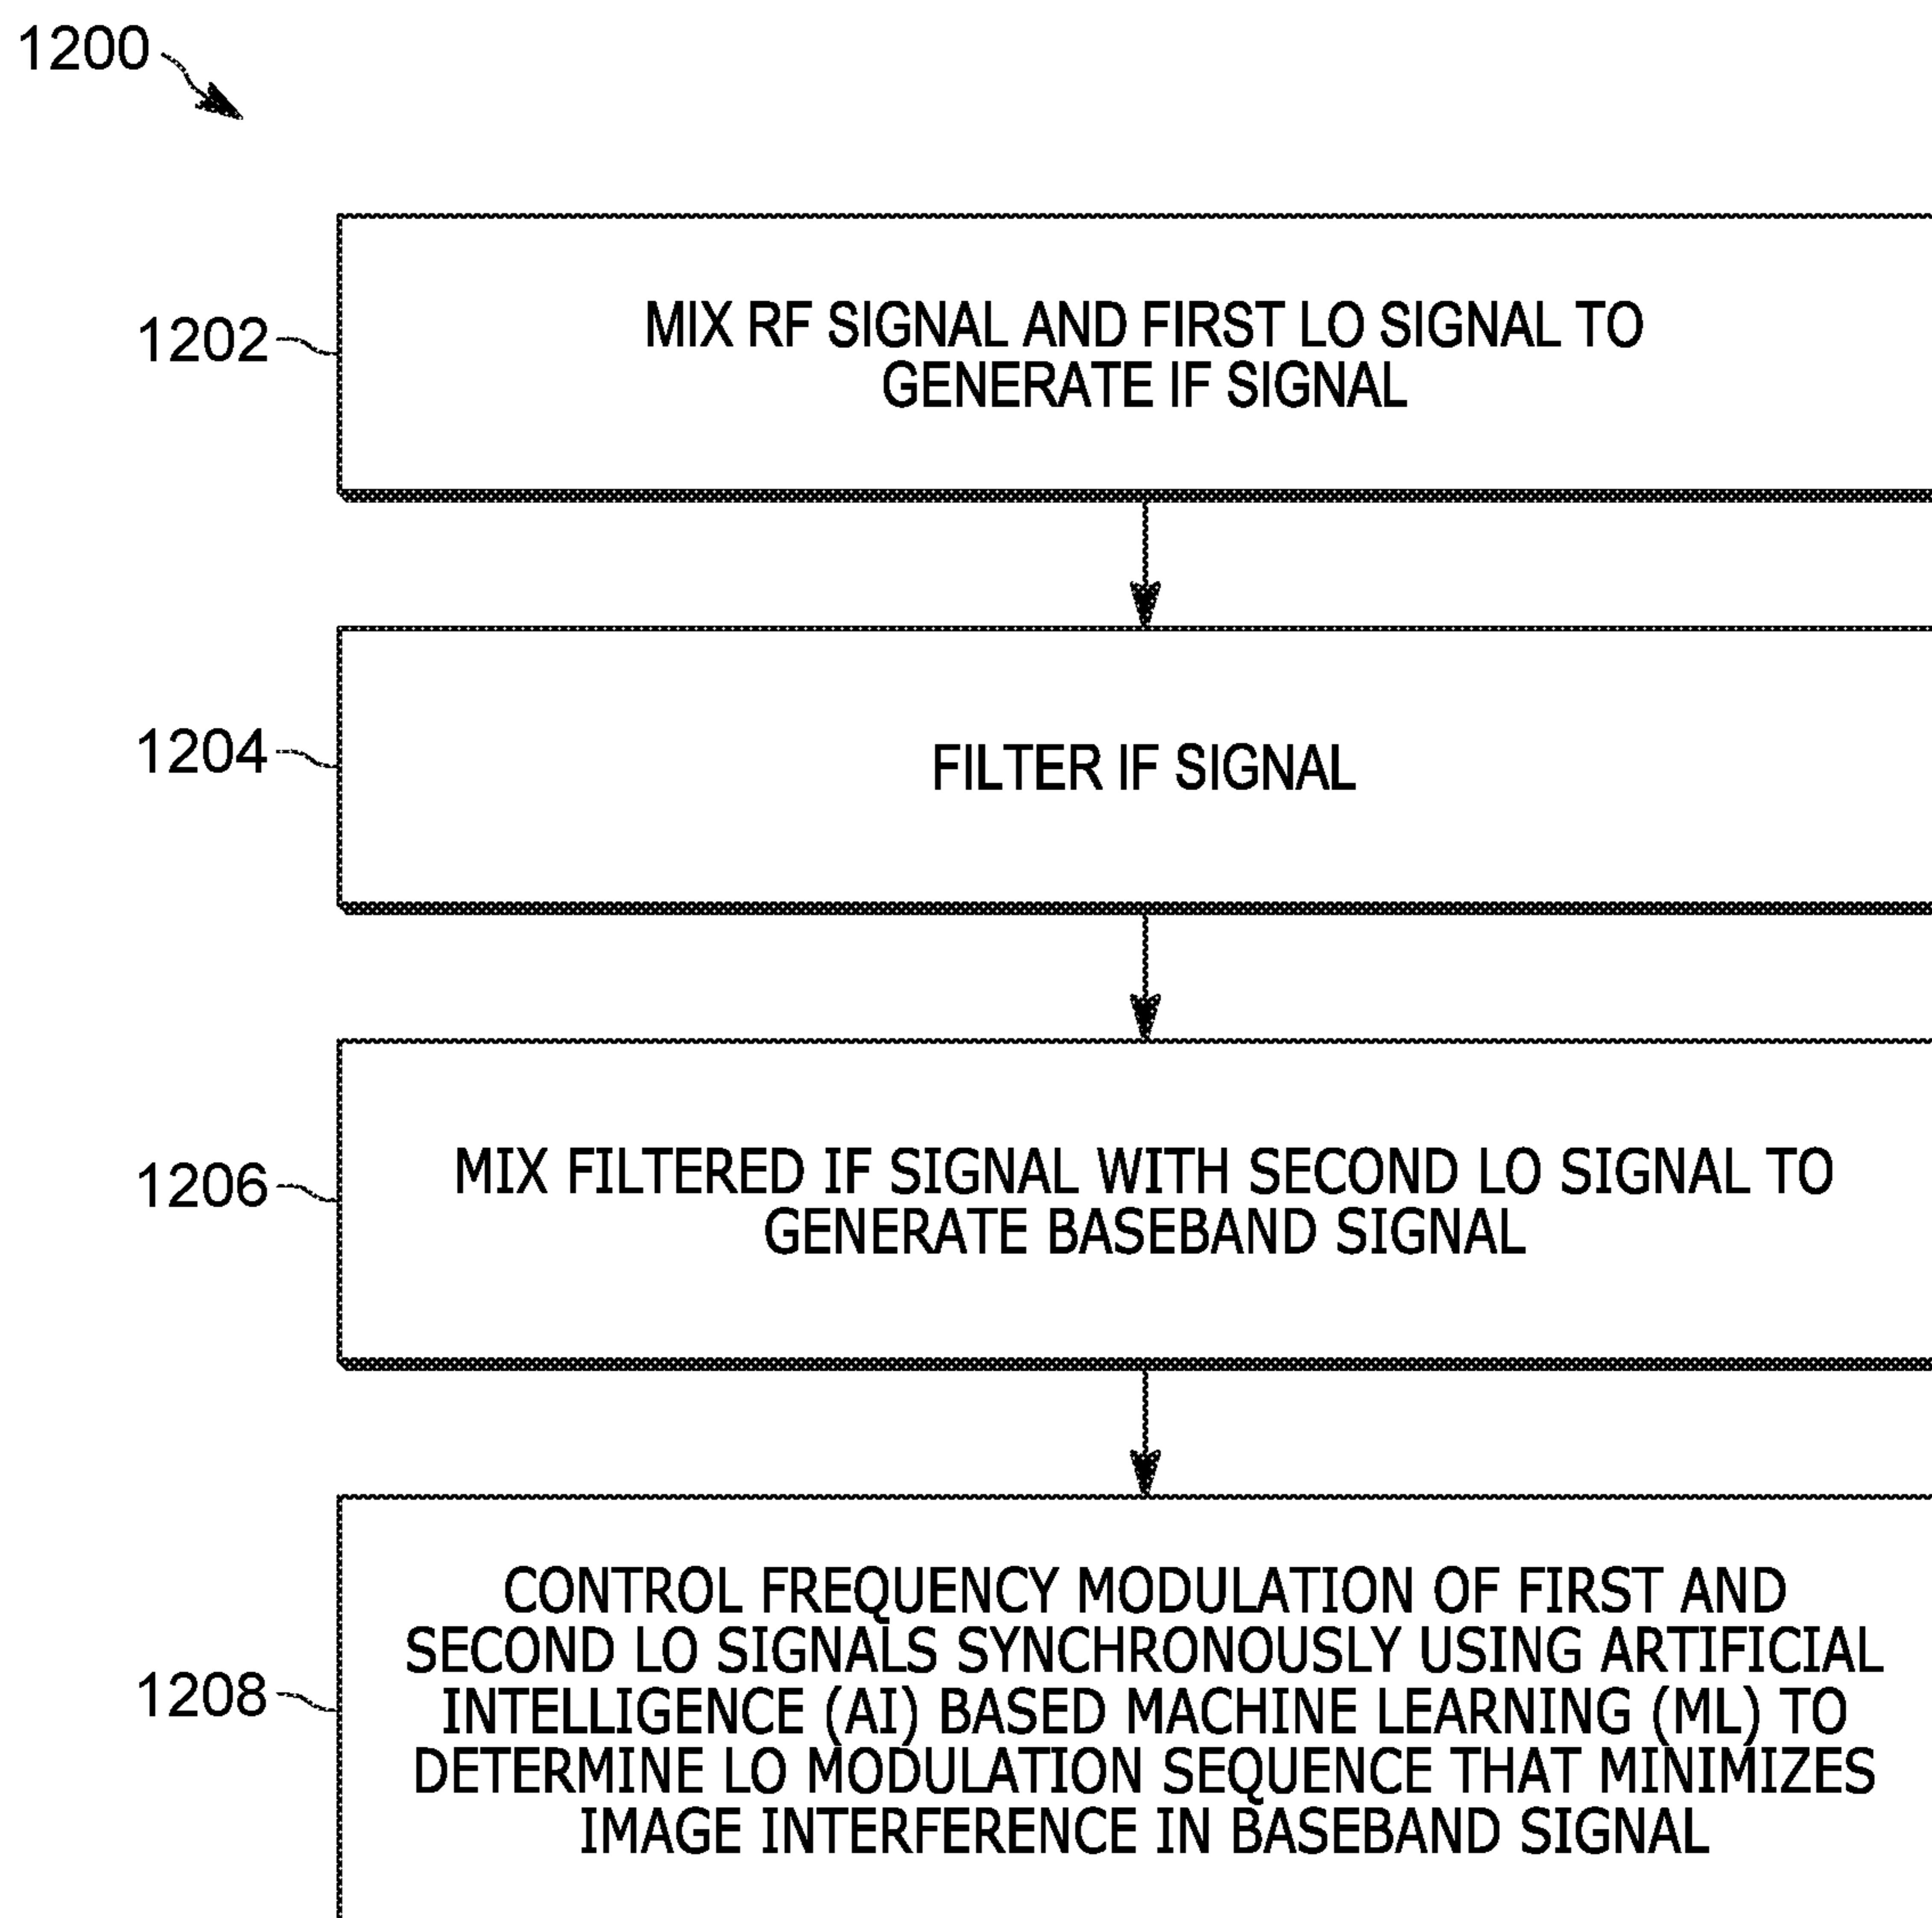 1200
1202
MIX RF SIGNAL AND FIRST LO SIGNAL TO
GENERATE IF SIGNAL
1204
FILTER IF SIGNAL
1206
MIX FILTERED IF SIGNAL WITH SECOND LO SIGNAL TO
GENERATE BASEBAND SIGNAL
1208
CONTROL FREQUENCY MODULATION OF FIRST AND
SECOND LO SIGNALS SYNCHRONOUSLY USING ARTIFICIAL
INTELLIGENCE (AI) BASED MACHINE LEARNING (ML) TO
DETERMINE LO MODULATION SEQUENCE THAT MINIMIZES
IMAGE INTERFERENCE IN BASEBAND SIGNAL